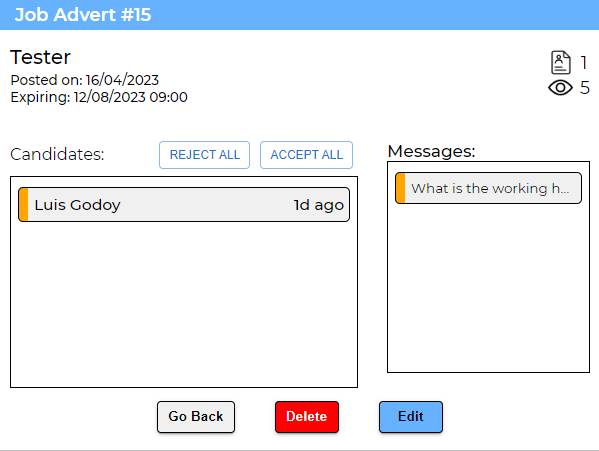 Job Advert #15
Tester
1
Posted on: 16/04/2023
5
Expiring: 12/08/2023 09:00
Candidates:
REJECT ALL
ACCEPT ALL
Messages:
Luis Godoy
1d ago
What is the working h...
Go Back
Delete
Edit